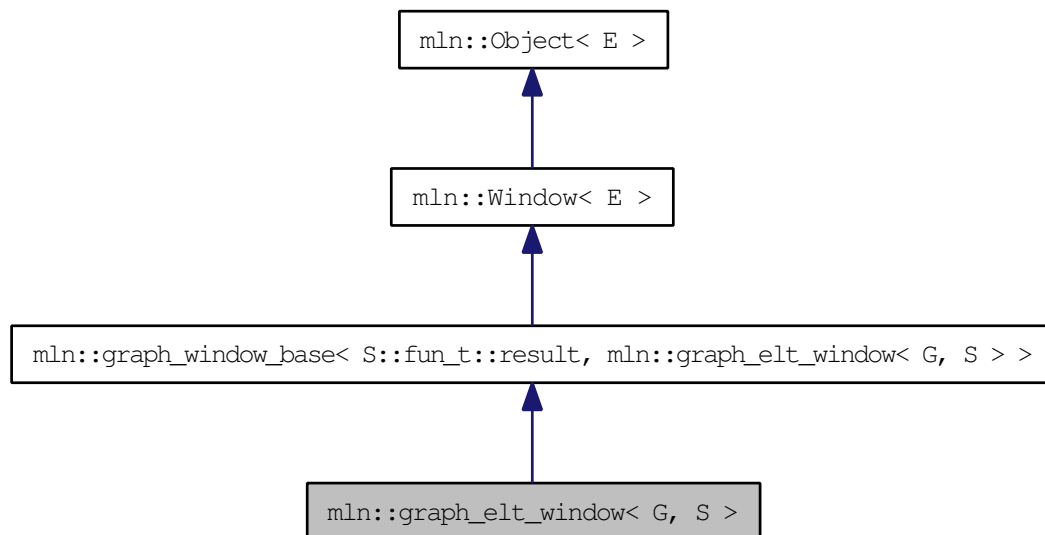 mln::Object< E >
mln::Window< E >
mln::graph_window_base< S::fun_t::result, mln::graph_elt_window< G, S > >
mln::graph_elt_window< G, S >